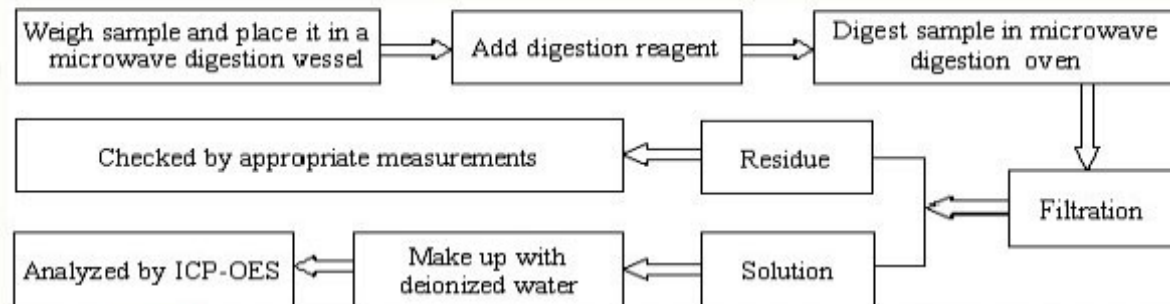 Weigh sample and place it in a
microwave digestion vessel
Add digestion reagent
Digest sample in microwave
digestion oven
Checked by appropriate measurements
Residue
Filtration
Analyzed by ICP-OES
Make up with
deionized water
Solution